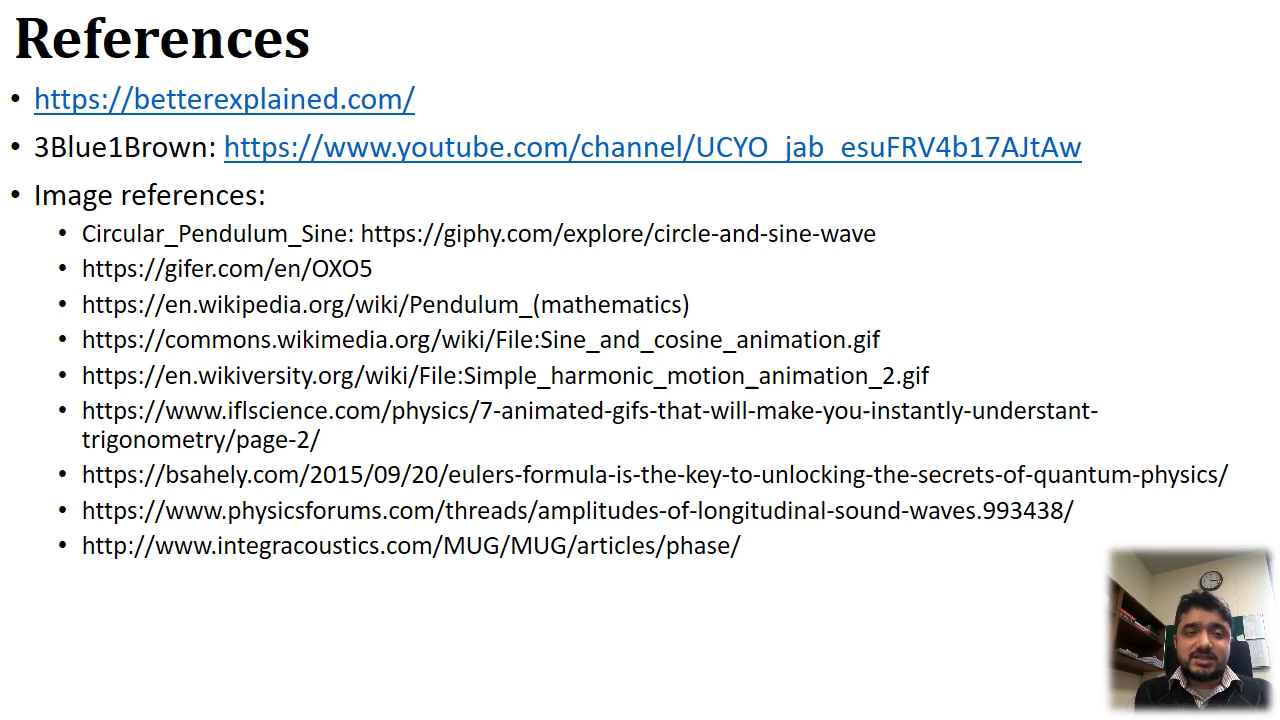 References
• https://betterexplained.com/
• 3Blue1Brown: https://www.youtube.com/channel/UCYO_jab_esuFRV4b17AJtAw
• Image references:
• Circular_Pendulum_Sine: https://giphy.com/explore/circle-and-sine-wave
• https://gifer.com/en/OXO5
• https://en.wikipedia.org/wiki/Pendulum_(mathematics)
• https://commons.wikimedia.org/wiki/File:Sine_and_cosine_animation.gif
• https://en.wikiversity.org/wiki/File:Simple_harmonic_motion_animation_2.gif
• https://www.iflscience.com/physics/7-animated-gifs-that-will-make-you-instantly-understant-
trigonometry/page-2/
• https://bsahely.com/2015/09/20/eulers-formula-is-the-key-to-unlocking-the-secrets-of-quantum-physics/
• https://www.physicsforums.com/threads/amplitudes-of-longitudinal-sound-waves.993438/
• http://www.integracoustics.com/MUG/MUG/articles/phase/